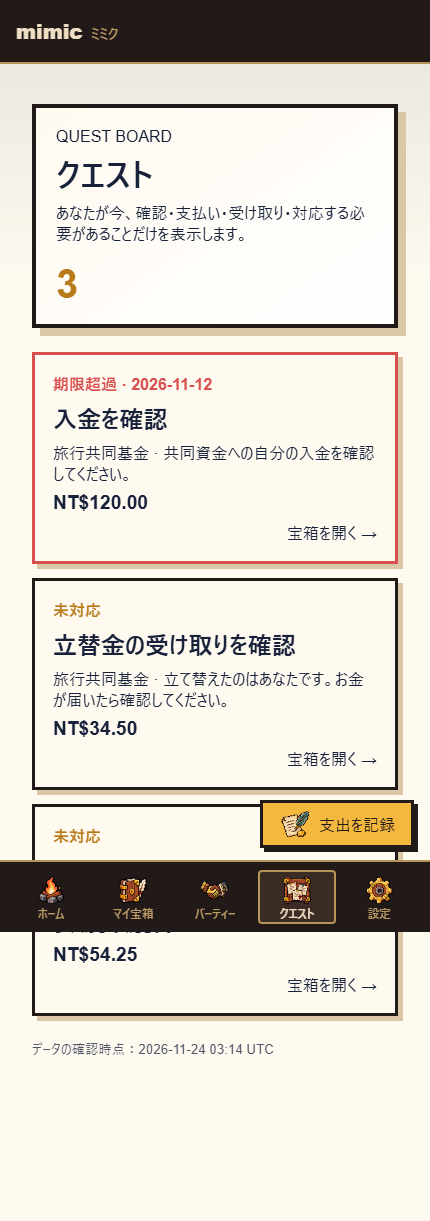 mimic ミミク
QUEST BOARD
クエスト
あなたが今、確認・支払い・受け取り・対応する必
要があることだけを表示します。
3
期限超過 · 2026-11-12
入金を確認
旅行共同基金 · 共同資金への自分の入金を確認
してください。
NT$120.00
宝箱を開く→
未対応
立替金の受け取りを確認
旅行共同基金 · 立て替えたのはあなたです。お金
が届いたら確認してください。
NT$34.50
宝箱を開く→
未対応
支出を記録
ホーム
マイ宝箱
パーティー
クエスト
設定
NT$54.25
宝箱を開く→
データの確認時点：2026-11-24 03:14 UTC